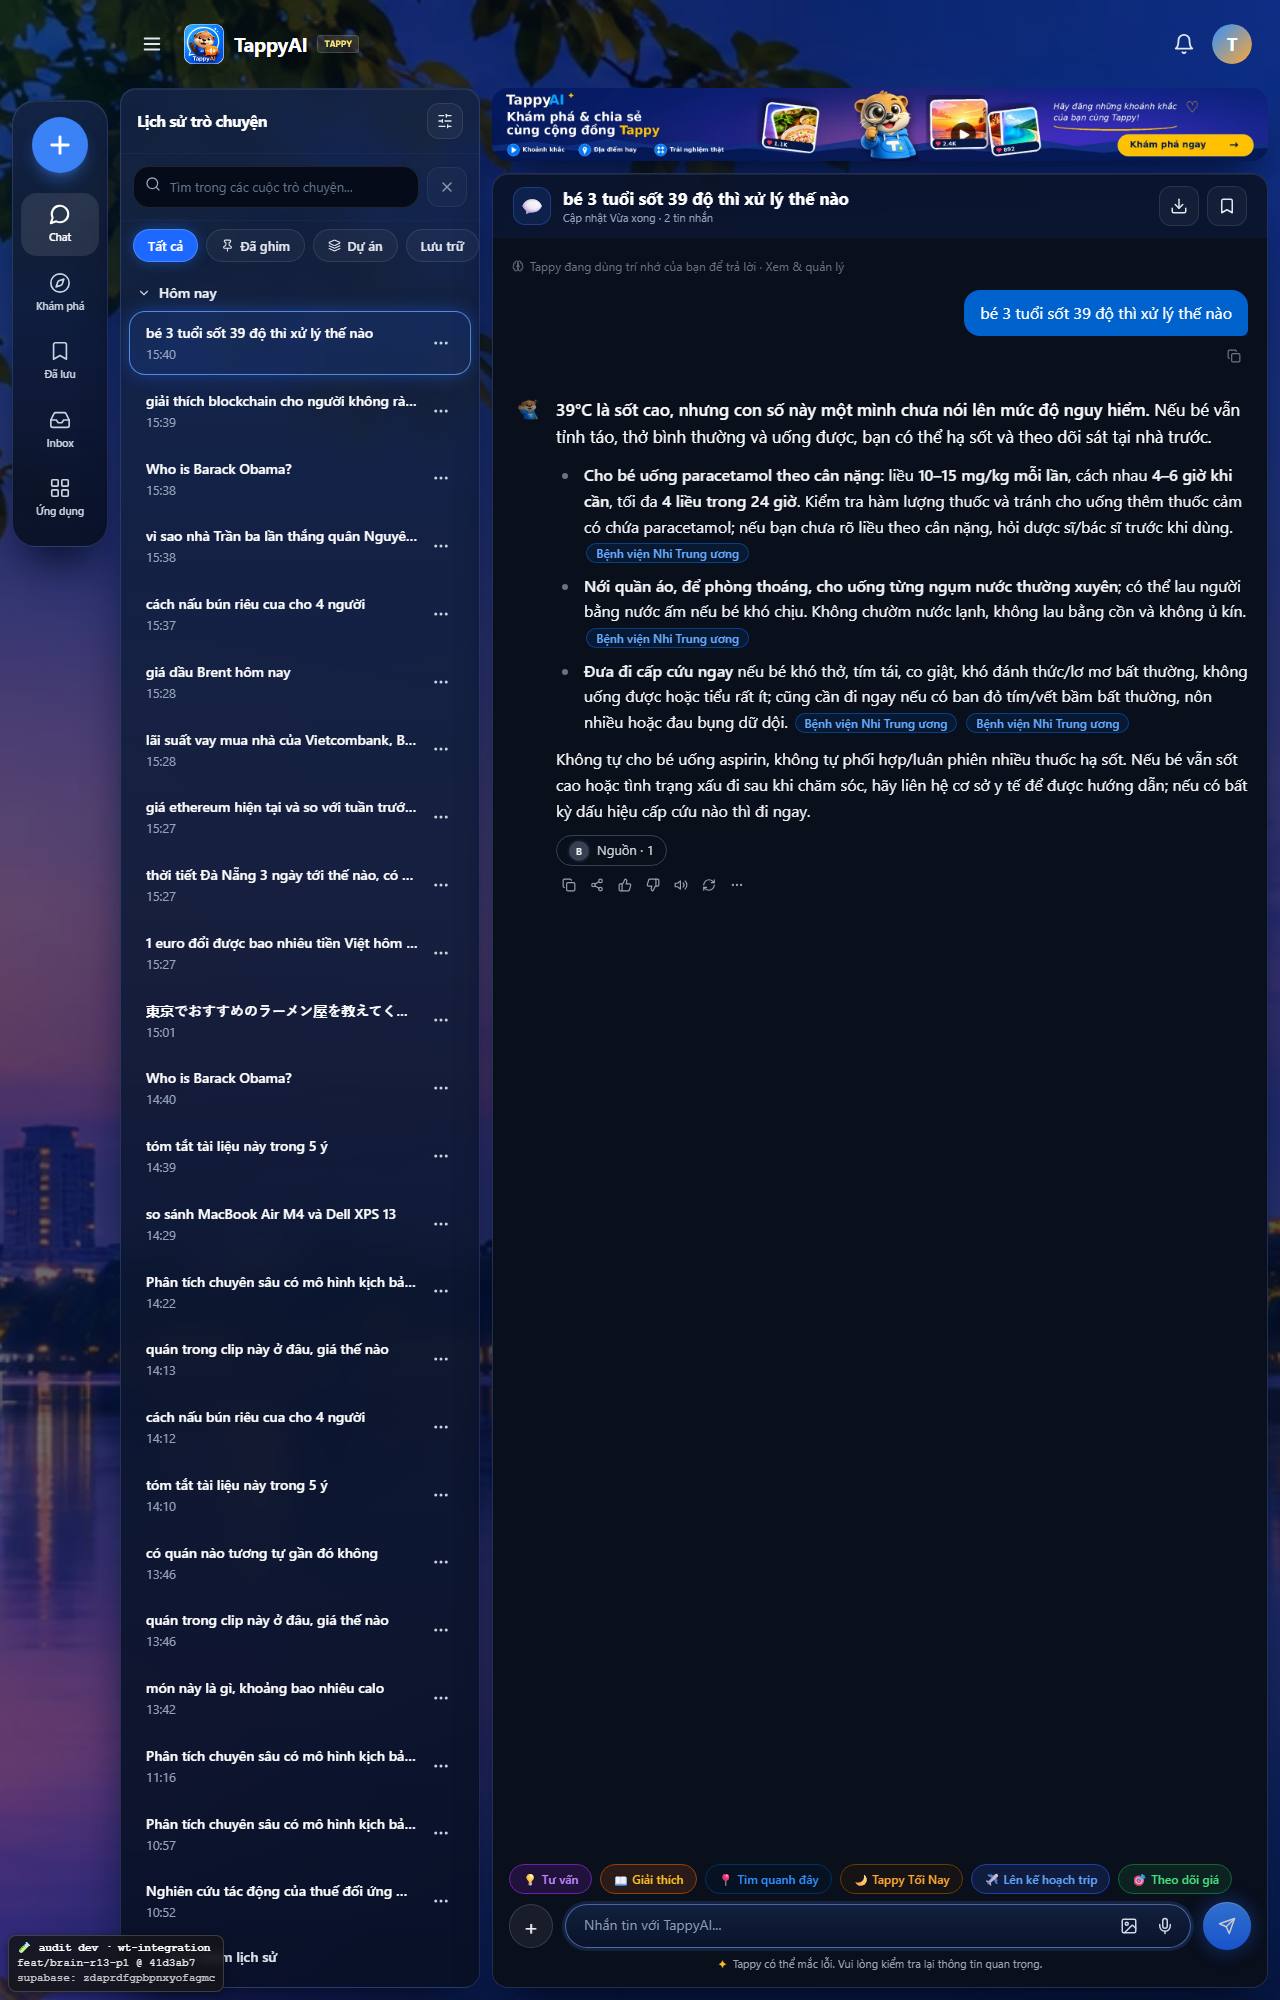 TappyAI
TAPPY
T
Chat
Khám phá
Đã lưu
Inbox
Ứng dụng
Lịch sử trò chuyện
Tìm trong các cuộc trò chuyện...
Tất cả
Đã ghim
Dự án
Lưu trữ
Hôm nay
bé 3 tuổi sốt 39 độ thì xử lý thế nào
15:40
giải thích blockchain cho người không rà...
15:39
Who is Barack Obama?
15:38
vì sao nhà Trần ba lần thắng quân Nguyê...
15:38
cách nấu bún riêu cua cho 4 người
15:37
giá dầu Brent hôm nay
15:28
lãi suất vay mua nhà của Vietcombank, B...
15:28
giá ethereum hiện tại và so với tuần trướ...
15:27
thời tiết Đà Nẵng 3 ngày tới thế nào, có ...
15:27
1 euro đổi được bao nhiêu tiền Việt hôm ...
15:27
東京でおすすめのラーメン屋を教えてく...
15:01
Who is Barack Obama?
14:40
tóm tắt tài liệu này trong 5 ý
14:39
so sánh MacBook Air M4 và Dell XPS 13
14:29
Phân tích chuyên sâu có mô hình kịch bả...
14:22
quán trong clip này ở đâu, giá thế nào
14:13
cách nấu bún riêu cua cho 4 người
14:12
tóm tắt tài liệu này trong 5 ý
14:10
có quán nào tương tự gần đó không
13:46
quán trong clip này ở đâu, giá thế nào
13:46
món này là gì, khoảng bao nhiêu calo
13:42
Phân tích chuyên sâu có mô hình kịch bả...
11:16
Phân tích chuyên sâu có mô hình kịch bả...
10:57
Nghiên cứu tác động của thuế đối ứng ...
10:52
m lịch sử
audit dev · wt-integration
feat/brain-r13-p1 @ 41d3ab7
supabase: zdaprdfgpbpnxyofagmc
TappyAI
Khám phá & chia sẻ
cùng cộng đồng Tappy
Khoảnh khắc
Địa điểm hay
Trải nghiệm thật
1.1K
2.4K
892
Hãy đăng những khoảnh khắc
của bạn cùng Tappy!
Khám phá ngay →
bé 3 tuổi sốt 39 độ thì xử lý thế nào
Cập nhật Vừa xong · 2 tin nhắn
Tappy đang dùng trí nhớ của bạn để trả lời · Xem & quản lý
bé 3 tuổi sốt 39 độ thì xử lý thế nào
39°C là sốt cao, nhưng con số này một mình chưa nói lên mức độ nguy hiểm. Nếu bé vẫn
tỉnh táo, thở bình thường và uống được, bạn có thể hạ sốt và theo dõi sát tại nhà trước.
• Cho bé uống paracetamol theo cân nặng: liều 10–15 mg/kg mỗi lần, cách nhau 4–6 giờ khi
cần, tối đa 4 liều trong 24 giờ. Kiểm tra hàm lượng thuốc và tránh cho uống thêm thuốc cảm
có chứa paracetamol; nếu bạn chưa rõ liều theo cân nặng, hỏi dược sĩ/bác sĩ trước khi dùng.
Bệnh viện Nhi Trung ương
• Nới quần áo, để phòng thoáng, cho uống từng ngụm nước thường xuyên; có thể lau người
bằng nước ấm nếu bé khó chịu. Không chườm nước lạnh, không lau bằng cồn và không ủ kín.
Bệnh viện Nhi Trung ương
• Đưa đi cấp cứu ngay nếu bé khó thở, tím tái, co giật, khó đánh thức/lơ mơ bất thường, không
uống được hoặc tiểu rất ít; cũng cần đi ngay nếu có ban đỏ tím/vết bầm bất thường, nôn
nhiều hoặc đau bụng dữ dội. Bệnh viện Nhi Trung ương Bệnh viện Nhi Trung ương
Không tự cho bé uống aspirin, không tự phối hợp/luân phiên nhiều thuốc hạ sốt. Nếu bé vẫn sốt
cao hoặc tình trạng xấu đi sau khi chăm sóc, hãy liên hệ cơ sở y tế để được hướng dẫn; nếu có bất
kỳ dấu hiệu cấp cứu nào thì đi ngay.
B Nguồn · 1
Tư vấn
Giải thích
Tìm quanh đây
Tappy Tối Nay
Lên kế hoạch trip
Theo dõi giá
Nhắn tin với TappyAI...
Tappy có thể mắc lỗi. Vui lòng kiểm tra lại thông tin quan trọng.